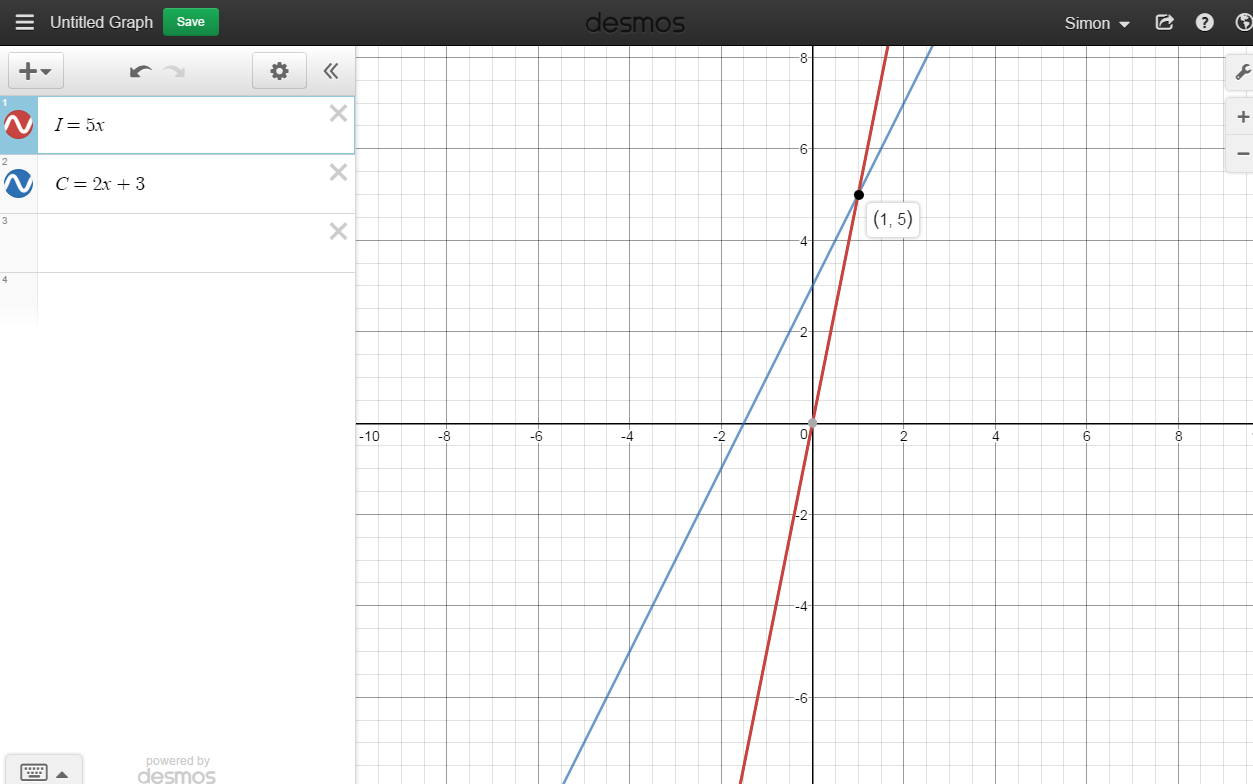 Untitled Graph Save desmos Simon ?
1
I = 5x
2
C = 2x + 3
3
4
powered by
desmos
8
6
(1, 5)
4
2
-10 -8 -6 -4 -2 0 2 4 6 8
-2
-4
-6